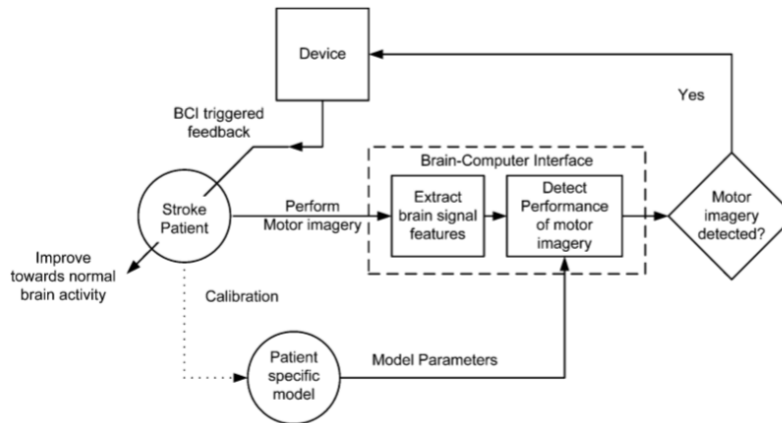 Device
Yes
BCI triggered
feedback
Brain-Computer Interface
Stroke
Patient
Perform
Motor imagery
Extract
brain signal
features
Detect
Performance
of motor
imagery
Motor
imagery
detected?
Improve
towards normal
brain activity
Calibration
Patient
specific
model
Model Parameters